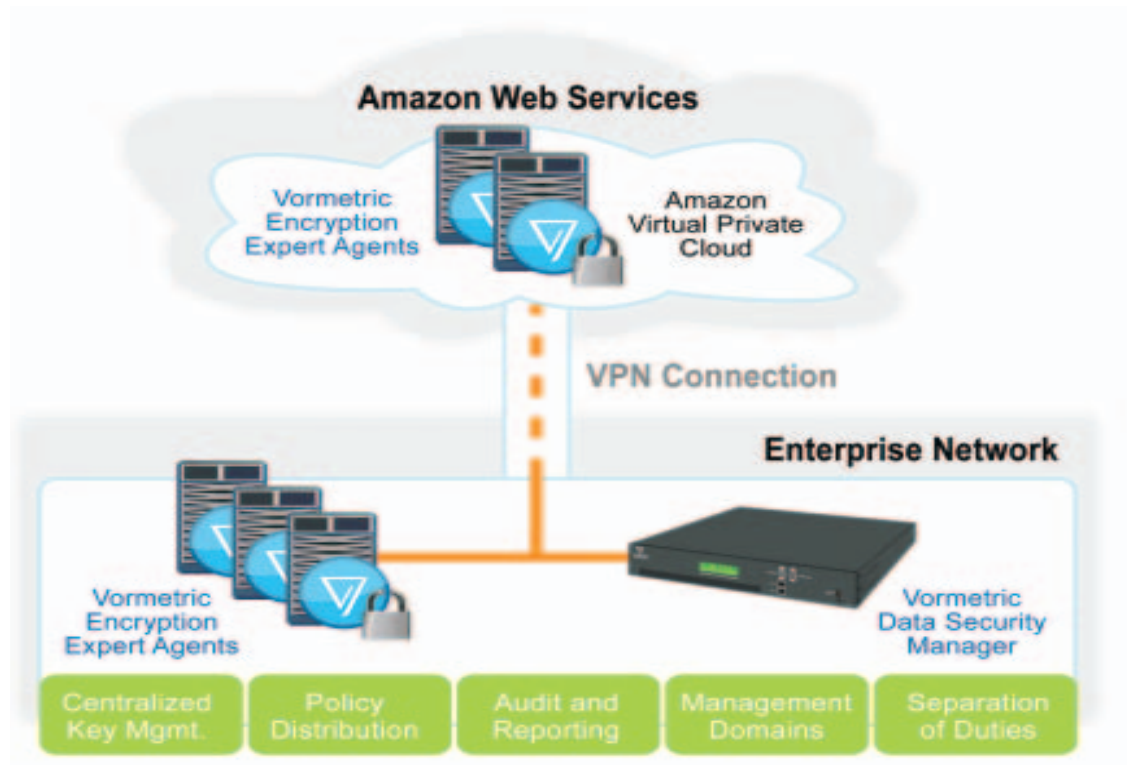 Amazon Web Services
Vormetric
Encryption
Expert Agents
Amazon
Virtual Private
Cloud
VPN Connection
Enterprise Network
Vormetric
Encryption
Expert Agents
Vormetric
Data Security
Manager
Centralized
Key Mgmt.
Policy
Distribution
Audit and
Reporting
Management
Domains
Separation
of Duties